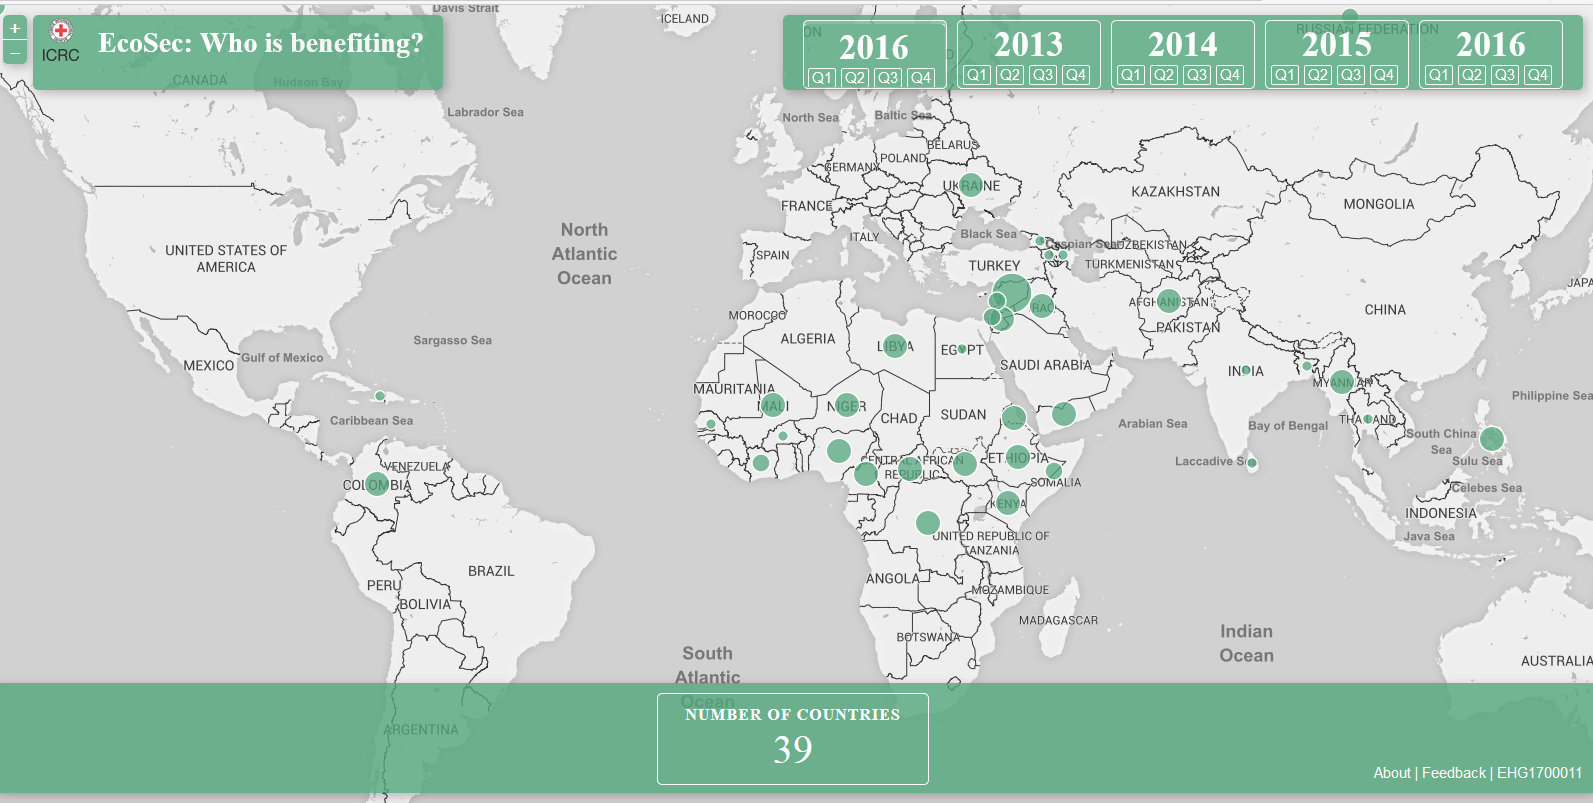 +
−
ICRC
EcoSec: Who is benefiting?
2016
Q1 Q2 Q3 Q4
2013
Q1 Q2 Q3 Q4
2014
Q1 Q2 Q3 Q4
2015
Q1 Q2 Q3 Q4
2016
Q1 Q2 Q3 Q4
Davis Strait
ICELAND
RUSSIAN FEDERATION
CANADA
Hudson Bay
Labrador Sea
North Sea
Baltic Sea
BELARUS
POLAND
GERMANY
UKRAINE
KAZAKHSTAN
MONGOLIA
FRANCE
North
Atlantic
Ocean
ITALY
Black Sea
Caspian Sea
UZBEKISTAN
UNITED STATES OF
AMERICA
SPAIN
TURKEY
TURKMENISTAN
JAPA
AFGHANISTAN
IRAQ
CHINA
MOROCCO
PAKISTAN
ALGERIA
Sargasso Sea
LIBYA
EGYPT
Gulf of Mexico
MEXICO
SAUDI ARABIA
INDIA
MYANMAR
MAURITANIA
Philippine Sea
MALI
NIGER
CHAD
SUDAN
Caribbean Sea
Arabian Sea
Bay of Bengal
THAILAND
South China
Sea
VENEZUELA
CENTRAL AFRICAN
REPUBLIC
ETHIOPIA
Laccadive Se
Sulu Sea
COLOMBIA
SOMALIA
Celebes Sea
KENYA
INDONESIA
UNITED REPUBLIC OF
TANZANIA
Java Sea
BRAZIL
PERU
ANGOLA
BOLIVIA
MOZAMBIQUE
MADAGASCAR
BOTSWANA
Indian
Ocean
South
Atlantic
Ocean
AUSTRALIA
ARGENTINA
NUMBER OF COUNTRIES
39
About | Feedback | EHG1700011